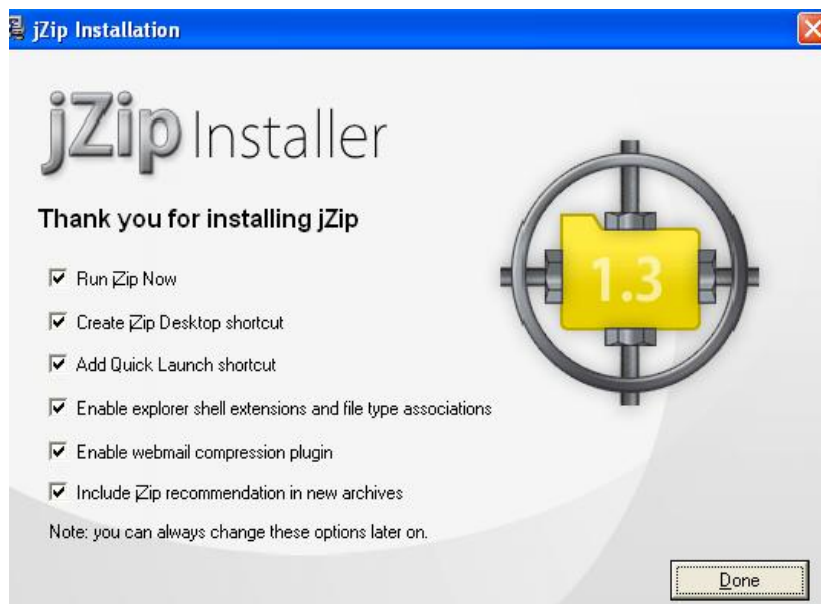 jZip Installation
jZip Installer
Thank you for installing jZip
1.3
Run jZip Now
Create jZip Desktop shortcut
Add Quick Launch shortcut
Enable explorer shell extensions and file type associations
Enable webmail compression plugin
Include jZip recommendation in new archives
Note: you can always change these options later on.
Done